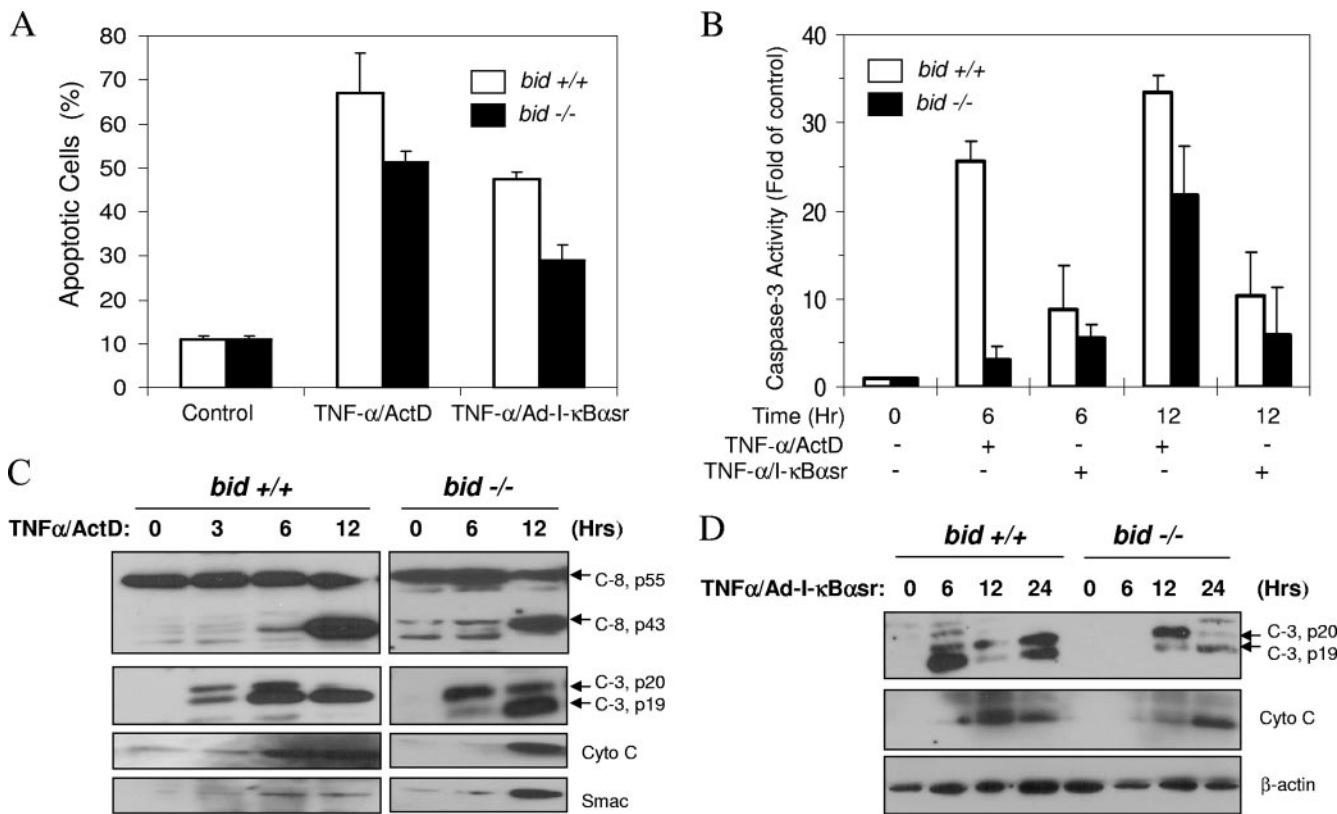 A
Apoptotic Cells (%)
80
70
60
50
40
30
20
10
0
bid +/+
bid -/-
Control
TNF-α/ActD
TNF-α/Ad-I-κBαsr
B
Caspase-3 Activity (Fold of control)
40
30
20
10
0
bid +/+
bid -/-
Time (Hr) 0 6 6 12 12
TNF-α/ActD - + - + -
TNF-α/I-κBαsr - - + - +
C
bid +/+ bid -/-
TNFα/ActD: 0 3 6 12 0 6 12 (Hrs)
C-8, p55
C-8, p43
C-3, p20
C-3, p19
Cyto C
Smac
D
bid +/+ bid -/-
TNFα/Ad-I-κBαsr: 0 6 12 24 0 6 12 24 (Hrs)
C-3, p20
C-3, p19
Cyto C
β-actin